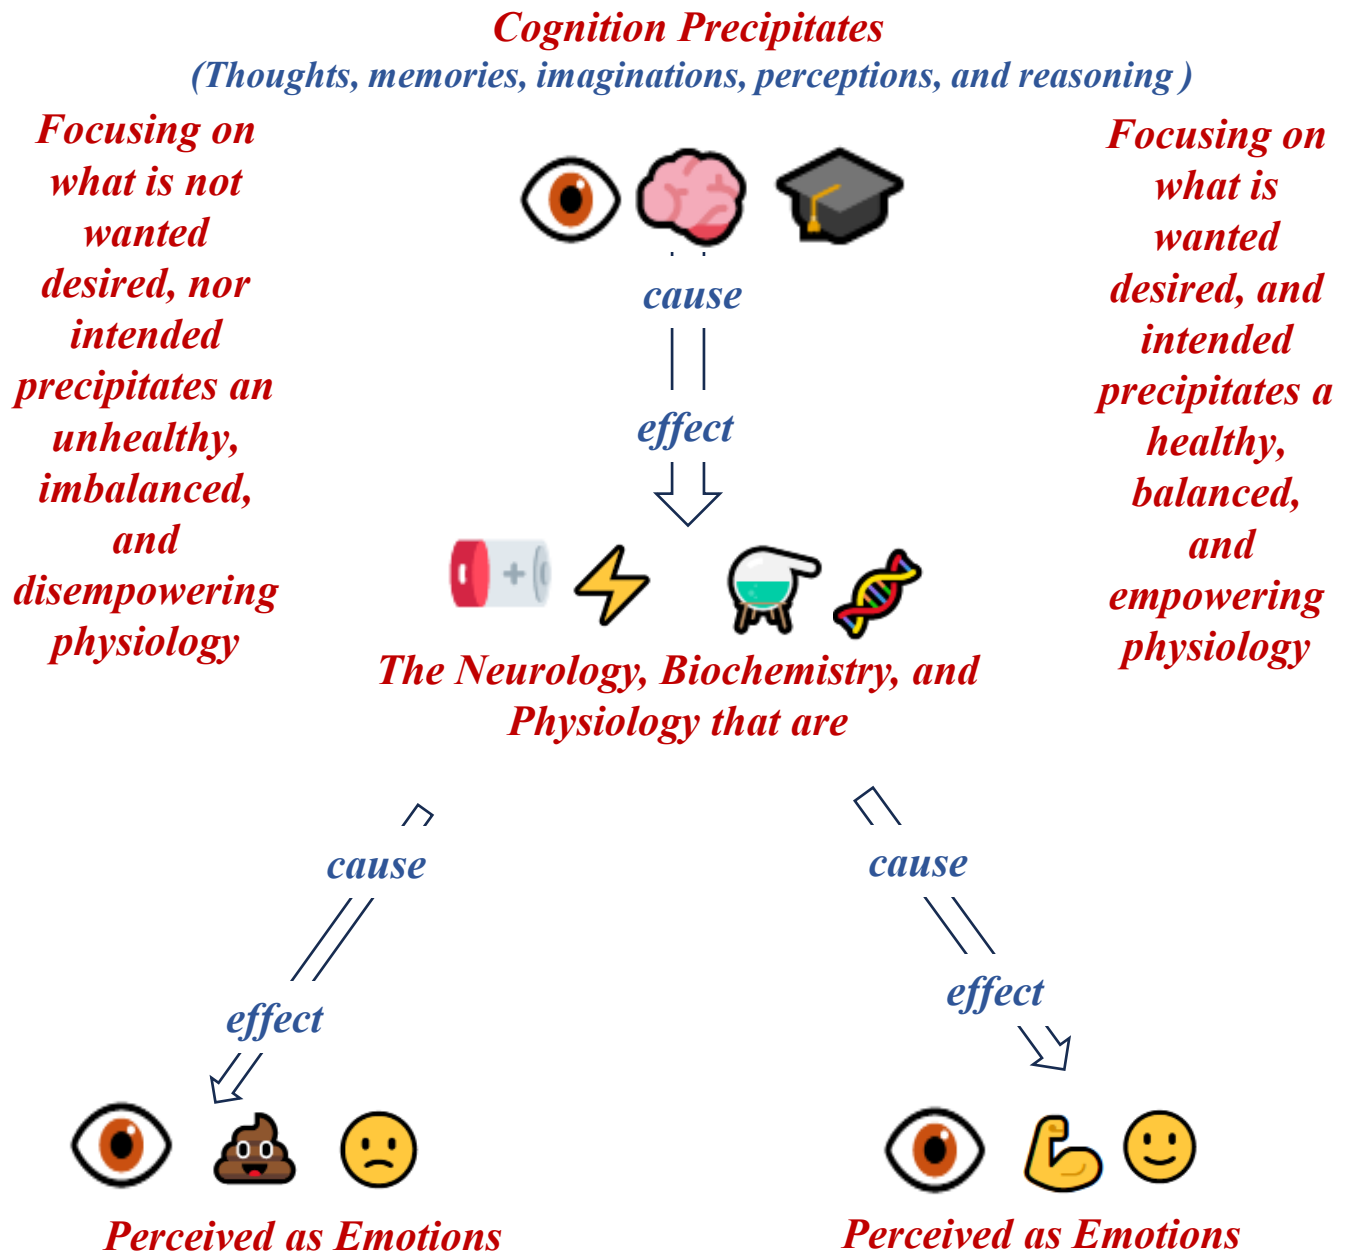 Cognition Precipitates
(Thoughts, memories, imaginations, perceptions, and reasoning )
Focusing on
what is not
wanted
desired, nor
intended
precipitates an
unhealthy,
imbalanced,
and
disempowering
physiology
cause
effect
Focusing on
what is
wanted
desired, and
intended
precipitates a
healthy,
balanced,
and
empowering
physiology
The Neurology, Biochemistry, and
Physiology that are
cause
effect
cause
effect
Perceived as Emotions
Perceived as Emotions